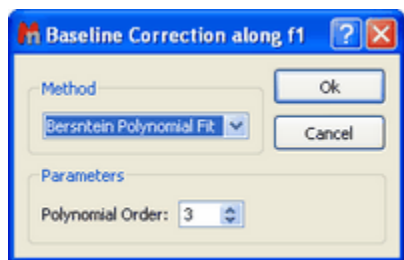 Baseline Correction along f1
Method
Bersntein Polynomial Fit
Ok
Cancel
Parameters
Polynomial Order: 3